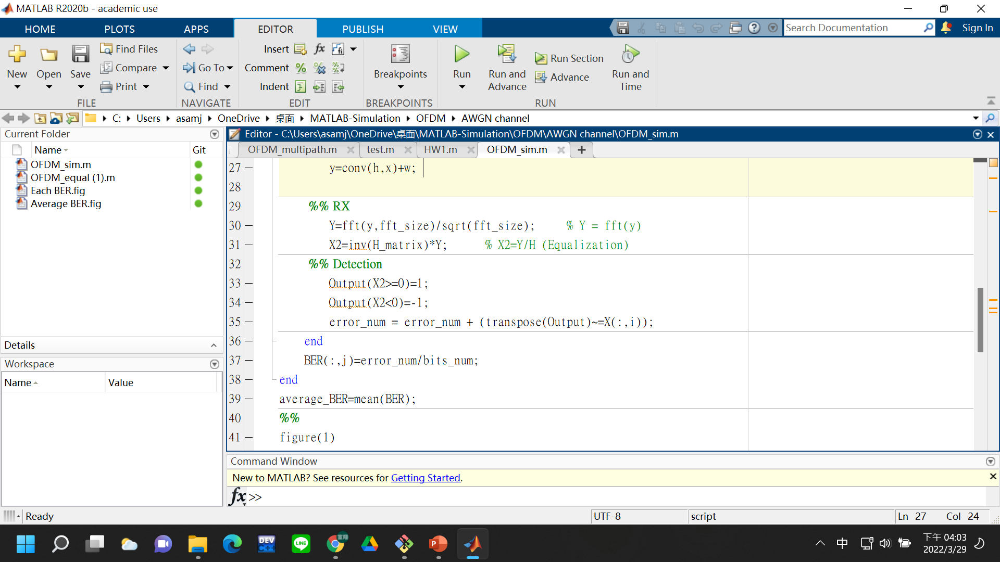 MATLAB R2020b - academic use
HOME PLOTS APPS EDITOR PUBLISH VIEW Search Documentation Sign In
New Open Save Find Files Compare Print FILE
Go To Find NAVIGATE
Insert fx fi Comment Indent EDIT
Breakpoints BREAKPOINTS
Run Run and Advance Run Section Advance Run and Time RUN
C: Users asamj OneDrive 桌面 MATLAB-Simulation OFDM AWGN channel
Current Folder
Name Git
OFDM_sim.m
OFDM_equal (1).m
Each BER.fig
Average BER.fig
Details
Workspace
Name Value
Editor - C:\Users\asamj\OneDrive\桌面\MATLAB-Simulation\OFDM\AWGN channel\OFDM_sim.m
OFDM_multipath.m test.m HW1.m OFDM_sim.m
27 y=conv(h,x)+w;
28
29 %% RX
30 Y=fft(y,fft_size)/sqrt(fft_size); % Y = fft(y)
31 X2=inv(H_matrix)*Y; % X2=Y/H (Equalization)
32 %% Detection
33 Output(X2>=0)=1;
34 Output(X2<0)=-1;
35 error_num = error_num + (transpose(Output)~=X(:,i));
36 end
37 BER(:,j)=error_num/bits_num;
38 end
39 average_BER=mean(BER);
40 %%
41 figure(1)
Command Window
New to MATLAB? See resources for Getting Started.
fx >>
Ready UTF-8 script Ln 27 Col 24
DEV C++ LINE 宣翔 P 中 下午 04:03
2022/3/29